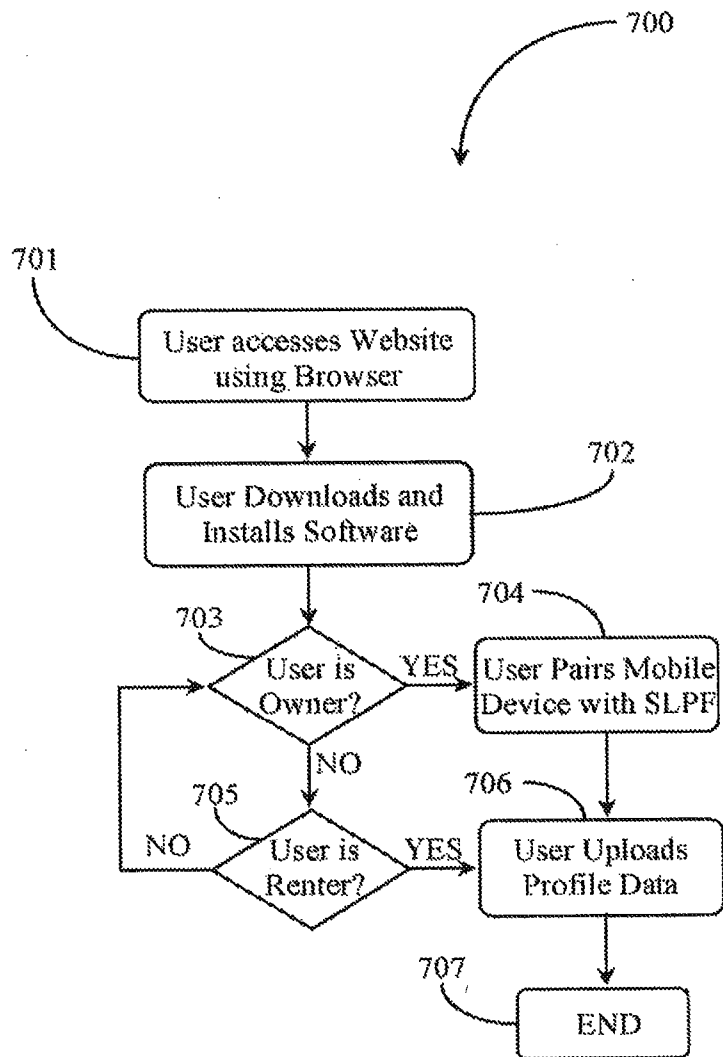 700
701
User accesses Website
using Browser
702
User Downloads and
Installs Software
703
User is
Owner?
YES
704
User Pairs Mobile
Device with SLPF
NO
705
User is
Renter?
NO
YES
706
User Uploads
Profile Data
707
END